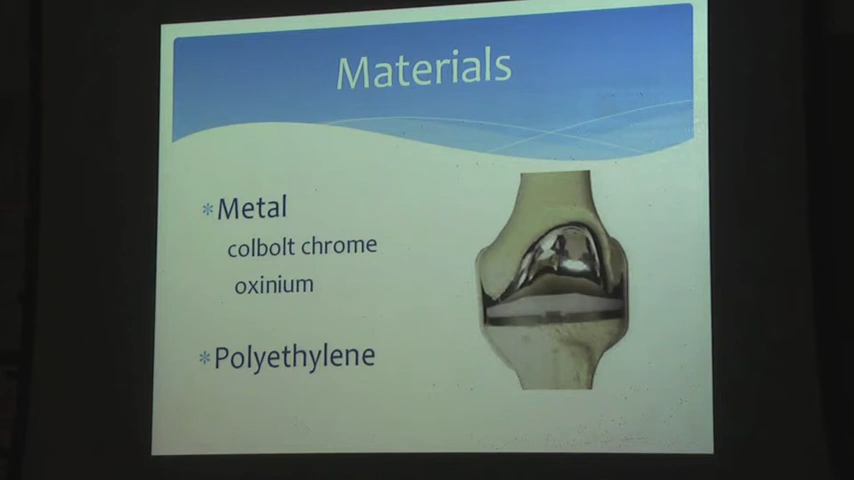 Materials
*Metal
colbolt chrome
oxinium
*Polyethylene